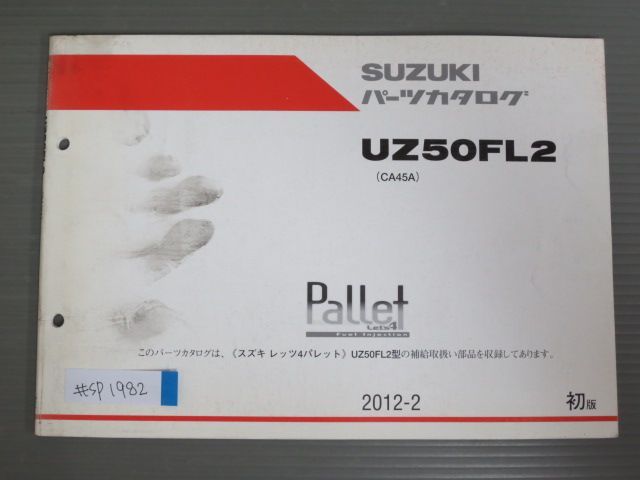 SUZUKI
パーツカタログ
UZ50FL2
(CA45A)
Pallet
Let's4
Fuel Injection
このパーツカタログは、《スズキ レッツ4パレット》UZ50FL2型の補給取扱い部品を収録してあります。
#SP1982
2012-2
初版